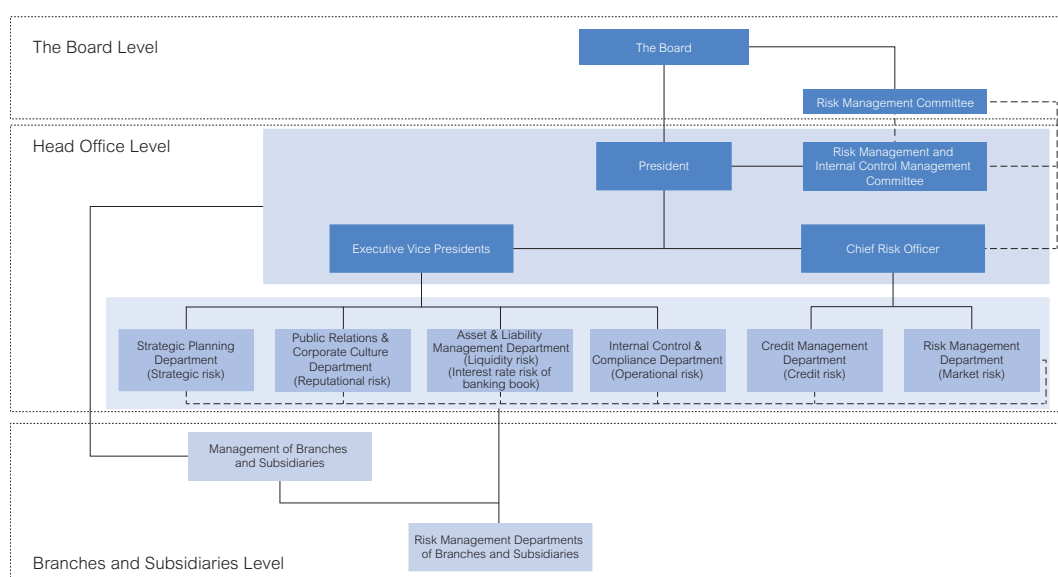 The Board Level
The Board
Risk Management Committee
Head Office Level
President
Risk Management and
Internal Control Management
Committee
Executive Vice Presidents
Chief Risk Officer
Strategic Planning
Department
(Strategic risk)
Public Relations &
Corporate Culture
Department
(Reputational risk)
Asset & Liability
Management Department
(Liquidity risk)
(Interest rate risk of
banking book)
Internal Control &
Compliance Department
(Operational risk)
Credit Management
Department
(Credit risk)
Risk Management
Department
(Market risk)
Management of Branches
and Subsidiaries
Risk Management Departments
of Branches and Subsidiaries
Branches and Subsidiaries Level